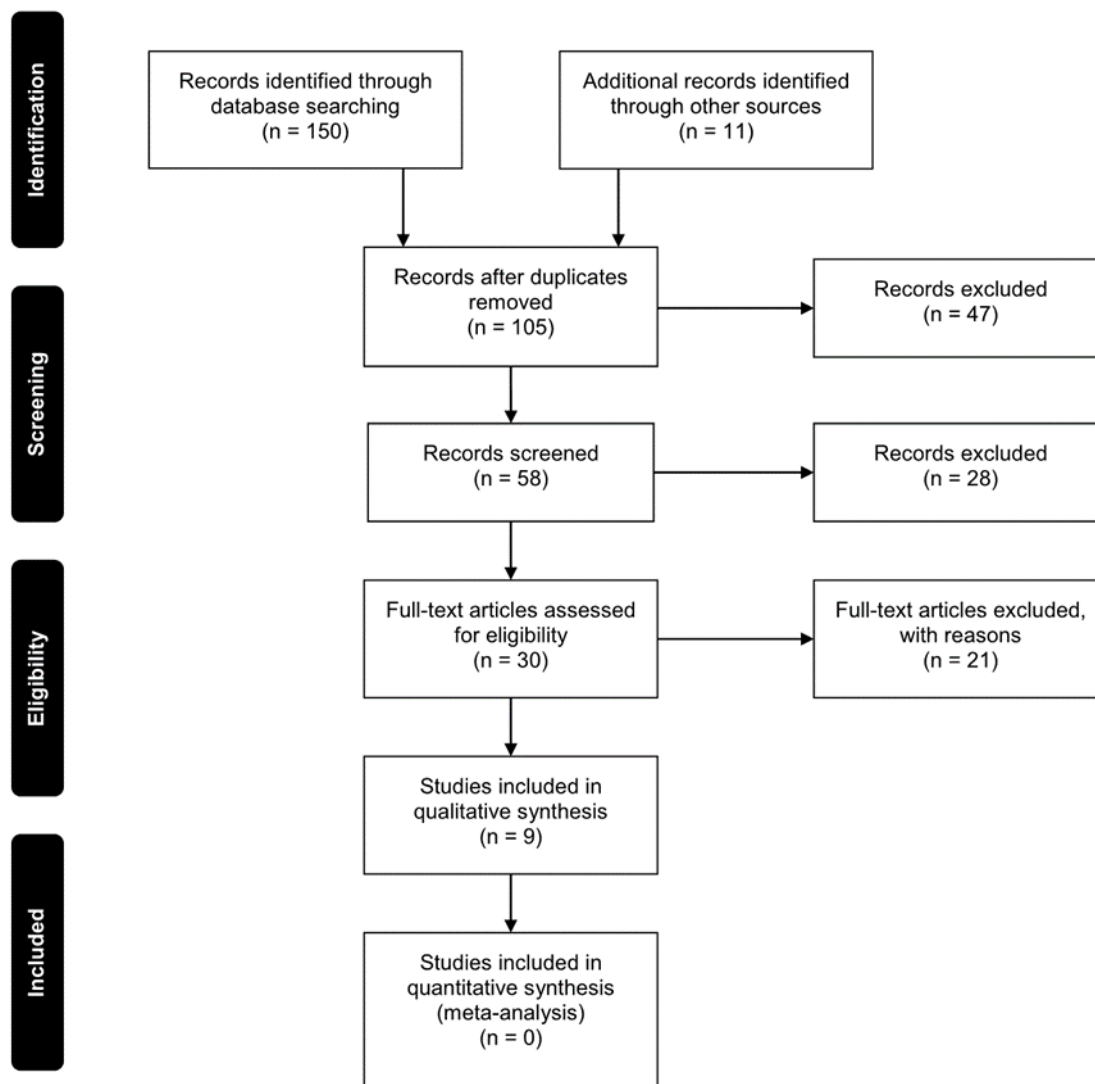 Identification
Records identified through
database searching
(n = 150)
Additional records identified
through other sources
(n = 11)
Records after duplicates
removed
(n = 105)
Records excluded
(n = 47)
Screening
Records screened
(n = 58)
Records excluded
(n = 28)
Eligibility
Full-text articles assessed
for eligibility
(n = 30)
Full-text articles excluded,
with reasons
(n = 21)
Studies included in
qualitative synthesis
(n = 9)
Included
Studies included in
quantitative synthesis
(meta-analysis)
(n = 0)